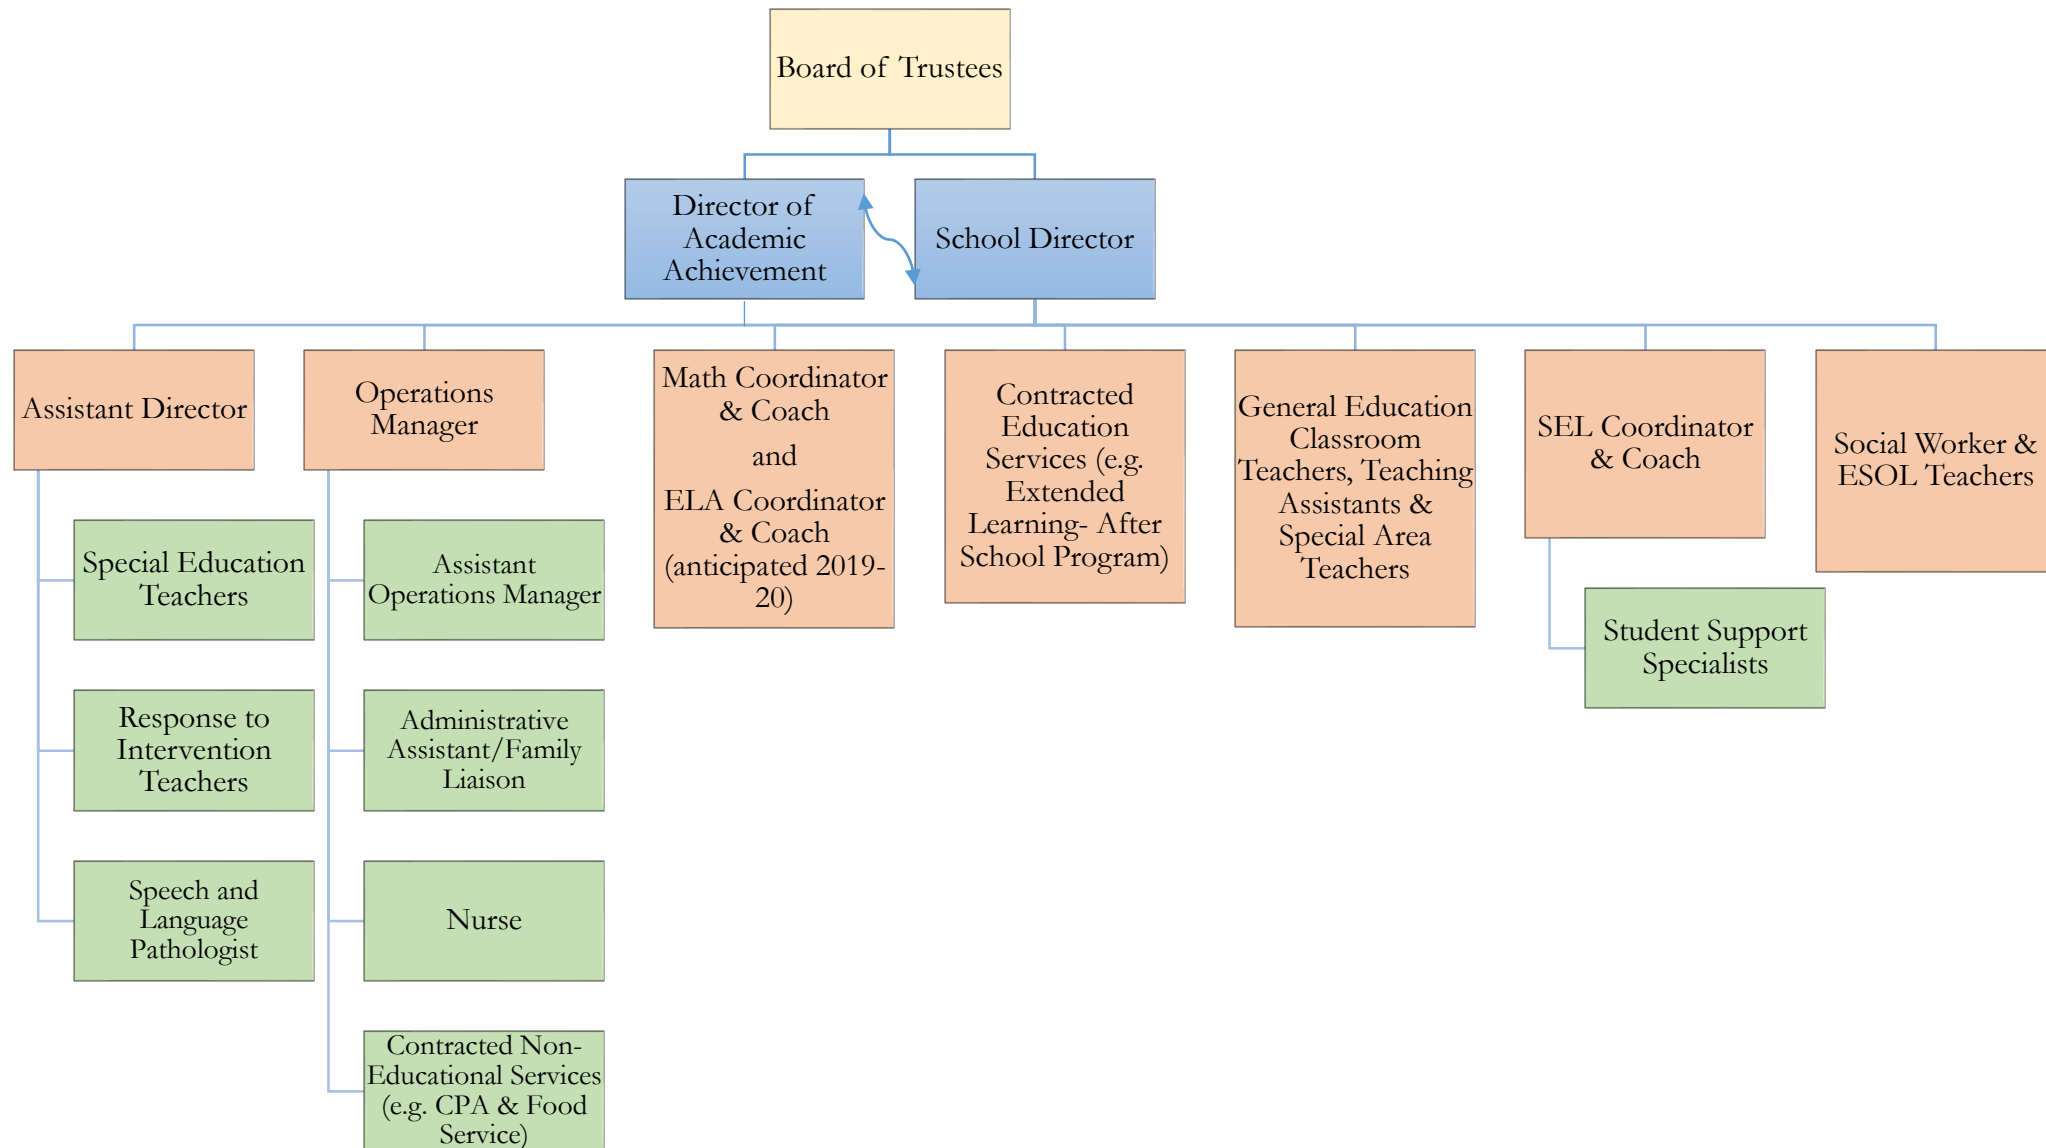 Board of Trustees
Director of
Academic
Achievement
School Director
Assistant Director
Operations
Manager
Math Coordinator
& Coach
and
ELA Coordinator
& Coach
(anticipated 2019-
20)
Contracted
Education
Services (e.g.
Extended
Learning- After
School Program)
General Education
Classroom
Teachers, Teaching
Assistants &
Special Area
Teachers
SEL Coordinator
& Coach
Social Worker &
ESOL Teachers
Special Education
Teachers
Response to
Intervention
Teachers
Speech and
Language
Pathologist
Assistant
Operations Manager
Administrative
Assistant/Family
Liaison
Nurse
Contracted Non-
Educational Services
(e.g. CPA & Food
Service)
Student Support
Specialists